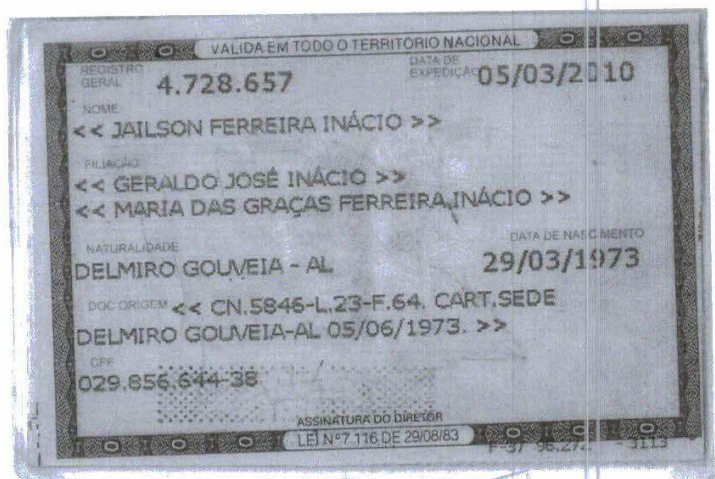 VALIDA EM TODO O TERRITÓRIO NACIONAL
REGISTRO GERAL 4.728.657 DATA DE EXPEDIÇÃO 05/03/2010
NOME
<< JAILSON FERREIRA INÁCIO >>
FILIAÇÃO
<< GERALDO JOSÉ INÁCIO >>
<< MARIA DAS GRAÇAS FERREIRA INÁCIO >>
NATURALIDADE DATA DE NASCIMENTO
DELMIRO GOUVEIA - AL 29/03/1973
DOC ORIGEM << CN.5846-L.23-F.64. CART.SEDE
DELMIRO GOUVEIA-AL 05/06/1973. >>
CPF
029.856.644-38
ASSINATURA DO DIRETOR
LEI Nº 7.116 DE 29/08/83